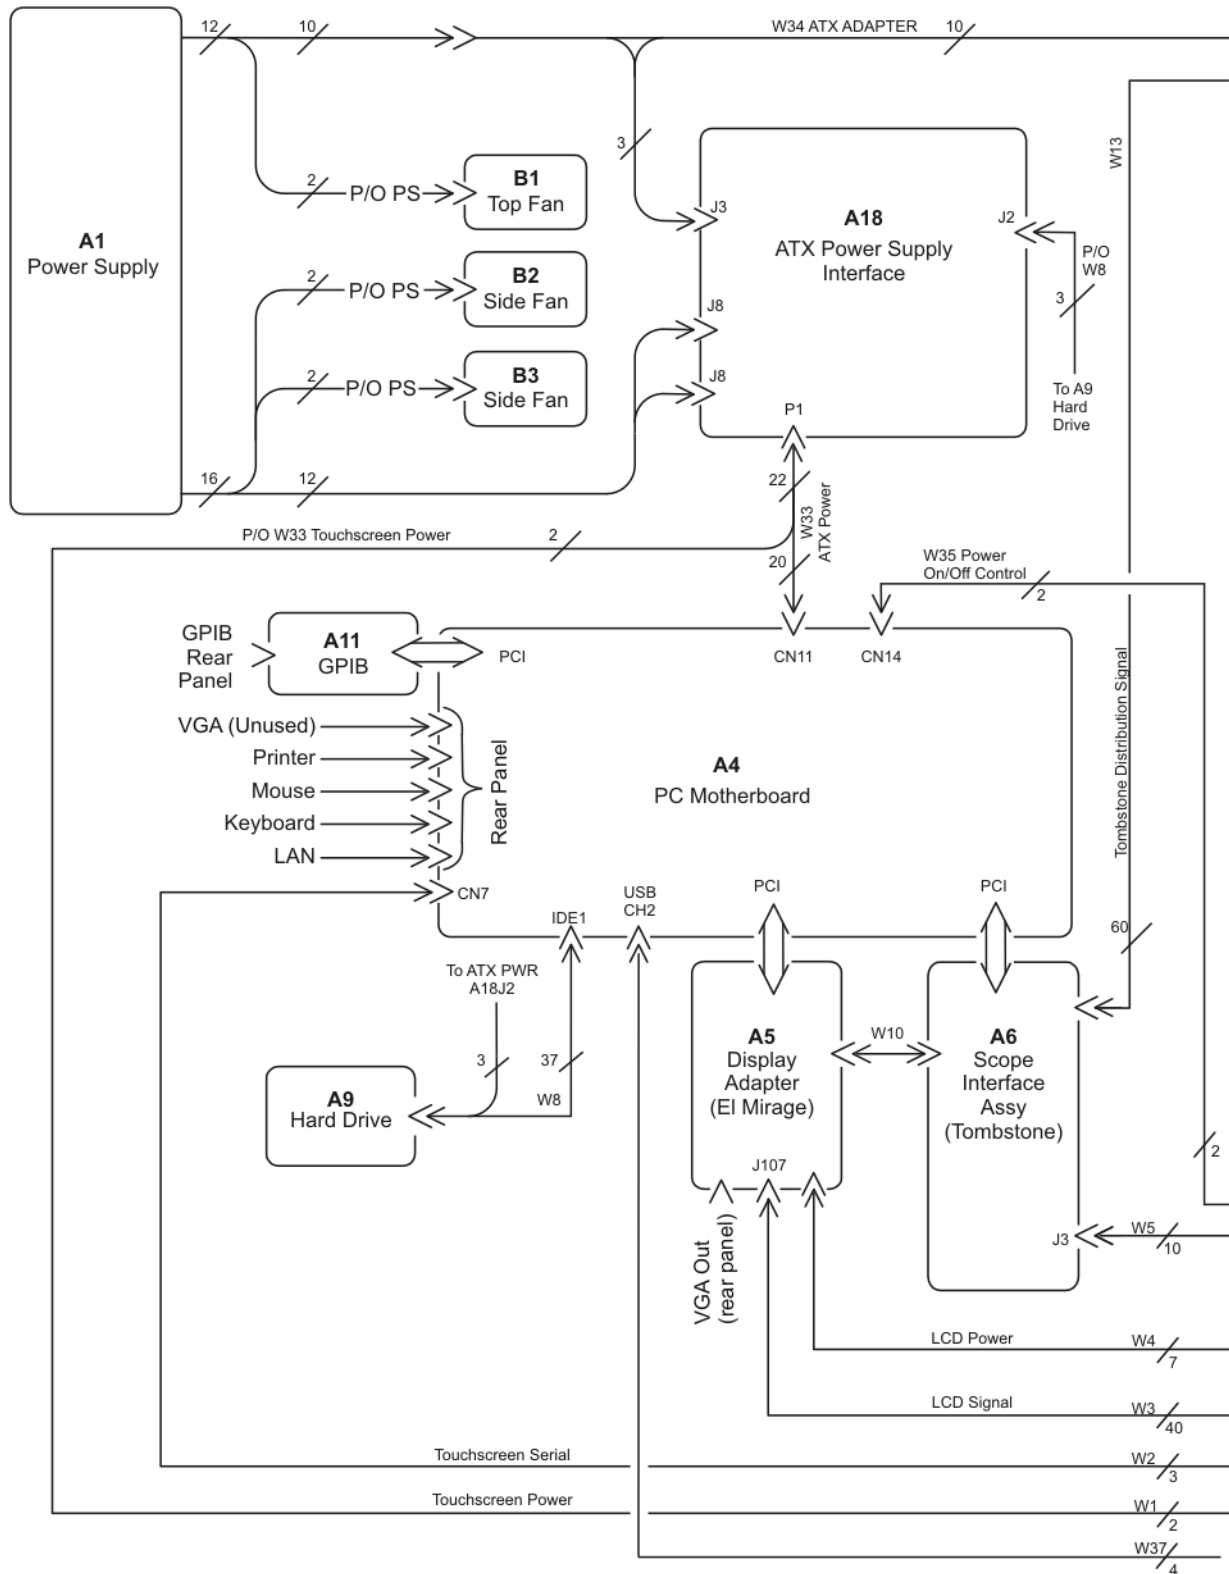 12
10
W34 ATX ADAPTER
10
3
W13
2
P/O PS
B1
Top Fan
J3
A18
ATX Power Supply
Interface
J2
A1
Power Supply
2
P/O PS
B2
Side Fan
J8
P/O
W8
3
2
P/O PS
B3
Side Fan
J8
P1
To A9
Hard
Drive
16
12
22
W33
ATX Power
P/O W33 Touchscreen Power
2
20
W35 Power
On/Off Control
2
GPIB
Rear
Panel
A11
GPIB
PCI
CN11
CN14
VGA (Unused)
Printer
Mouse
Keyboard
LAN
Rear Panel
A4
PC Motherboard
Tombstone Distribution Signal
CN7
IDE1
USB
CH2
PCI
PCI
60
To ATX PWR
A18J2
3
37
W8
A9
Hard Drive
A5
Display
Adapter
(El Mirage)
W10
A6
Scope
Interface
Assy
(Tombstone)
J107
2
VGA Out
(rear panel)
J3
W5
10
LCD Power
W4
7
LCD Signal
W3
40
Touchscreen Serial
W2
3
Touchscreen Power
W1
2
W37
4